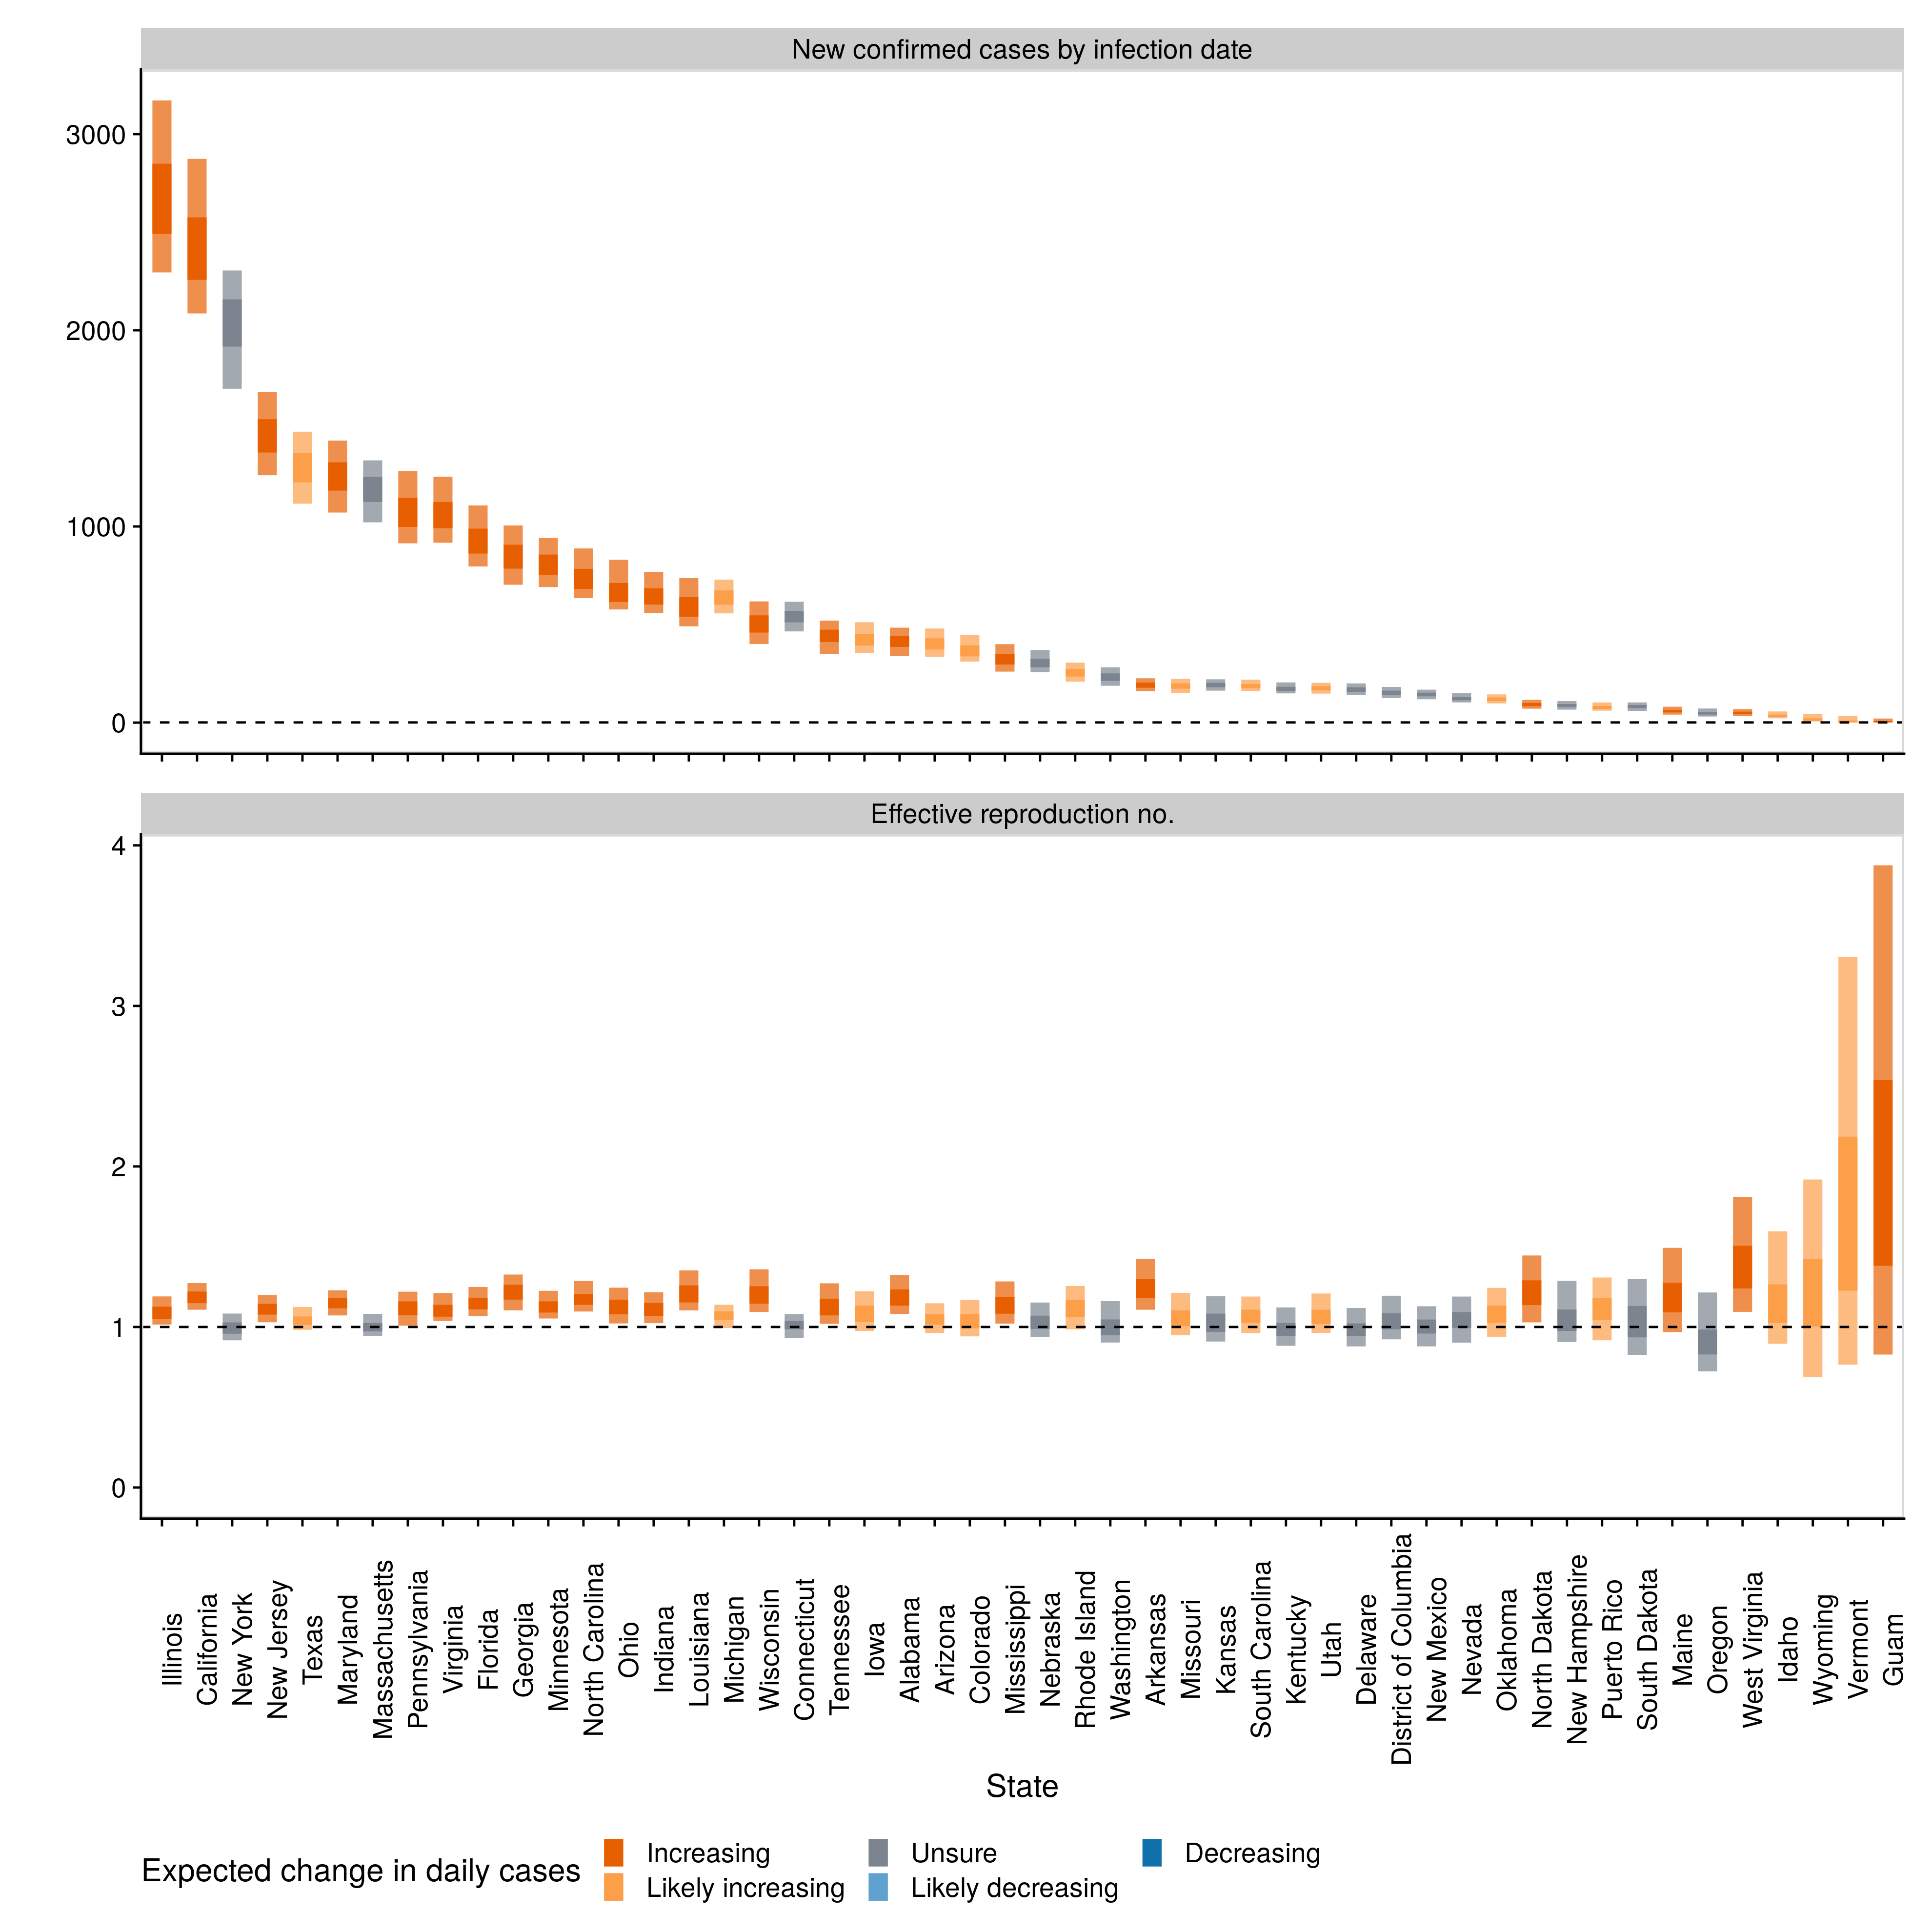 New confirmed cases by infection date
3000
2000
1000
0
Effective reproduction no.
4
3
2
1
0
Illinois
California
New York
New Jersey
Texas
Maryland
Massachusetts
Pennsylvania
Virginia
Florida
Georgia
Minnesota
North Carolina
Ohio
Indiana
Louisiana
Michigan
Wisconsin
Connecticut
Tennessee
Iowa
Alabama
Arizona
Colorado
Mississippi
Nebraska
Rhode Island
Washington
Arkansas
Missouri
Kansas
South Carolina
Kentucky
Utah
Delaware
District of Columbia
New Mexico
Nevada
Oklahoma
North Dakota
New Hampshire
Puerto Rico
South Dakota
Maine
Oregon
West Virginia
Idaho
Wyoming
Vermont
Guam
State
Expected change in daily cases
Increasing
Unsure
Decreasing
Likely increasing
Likely decreasing